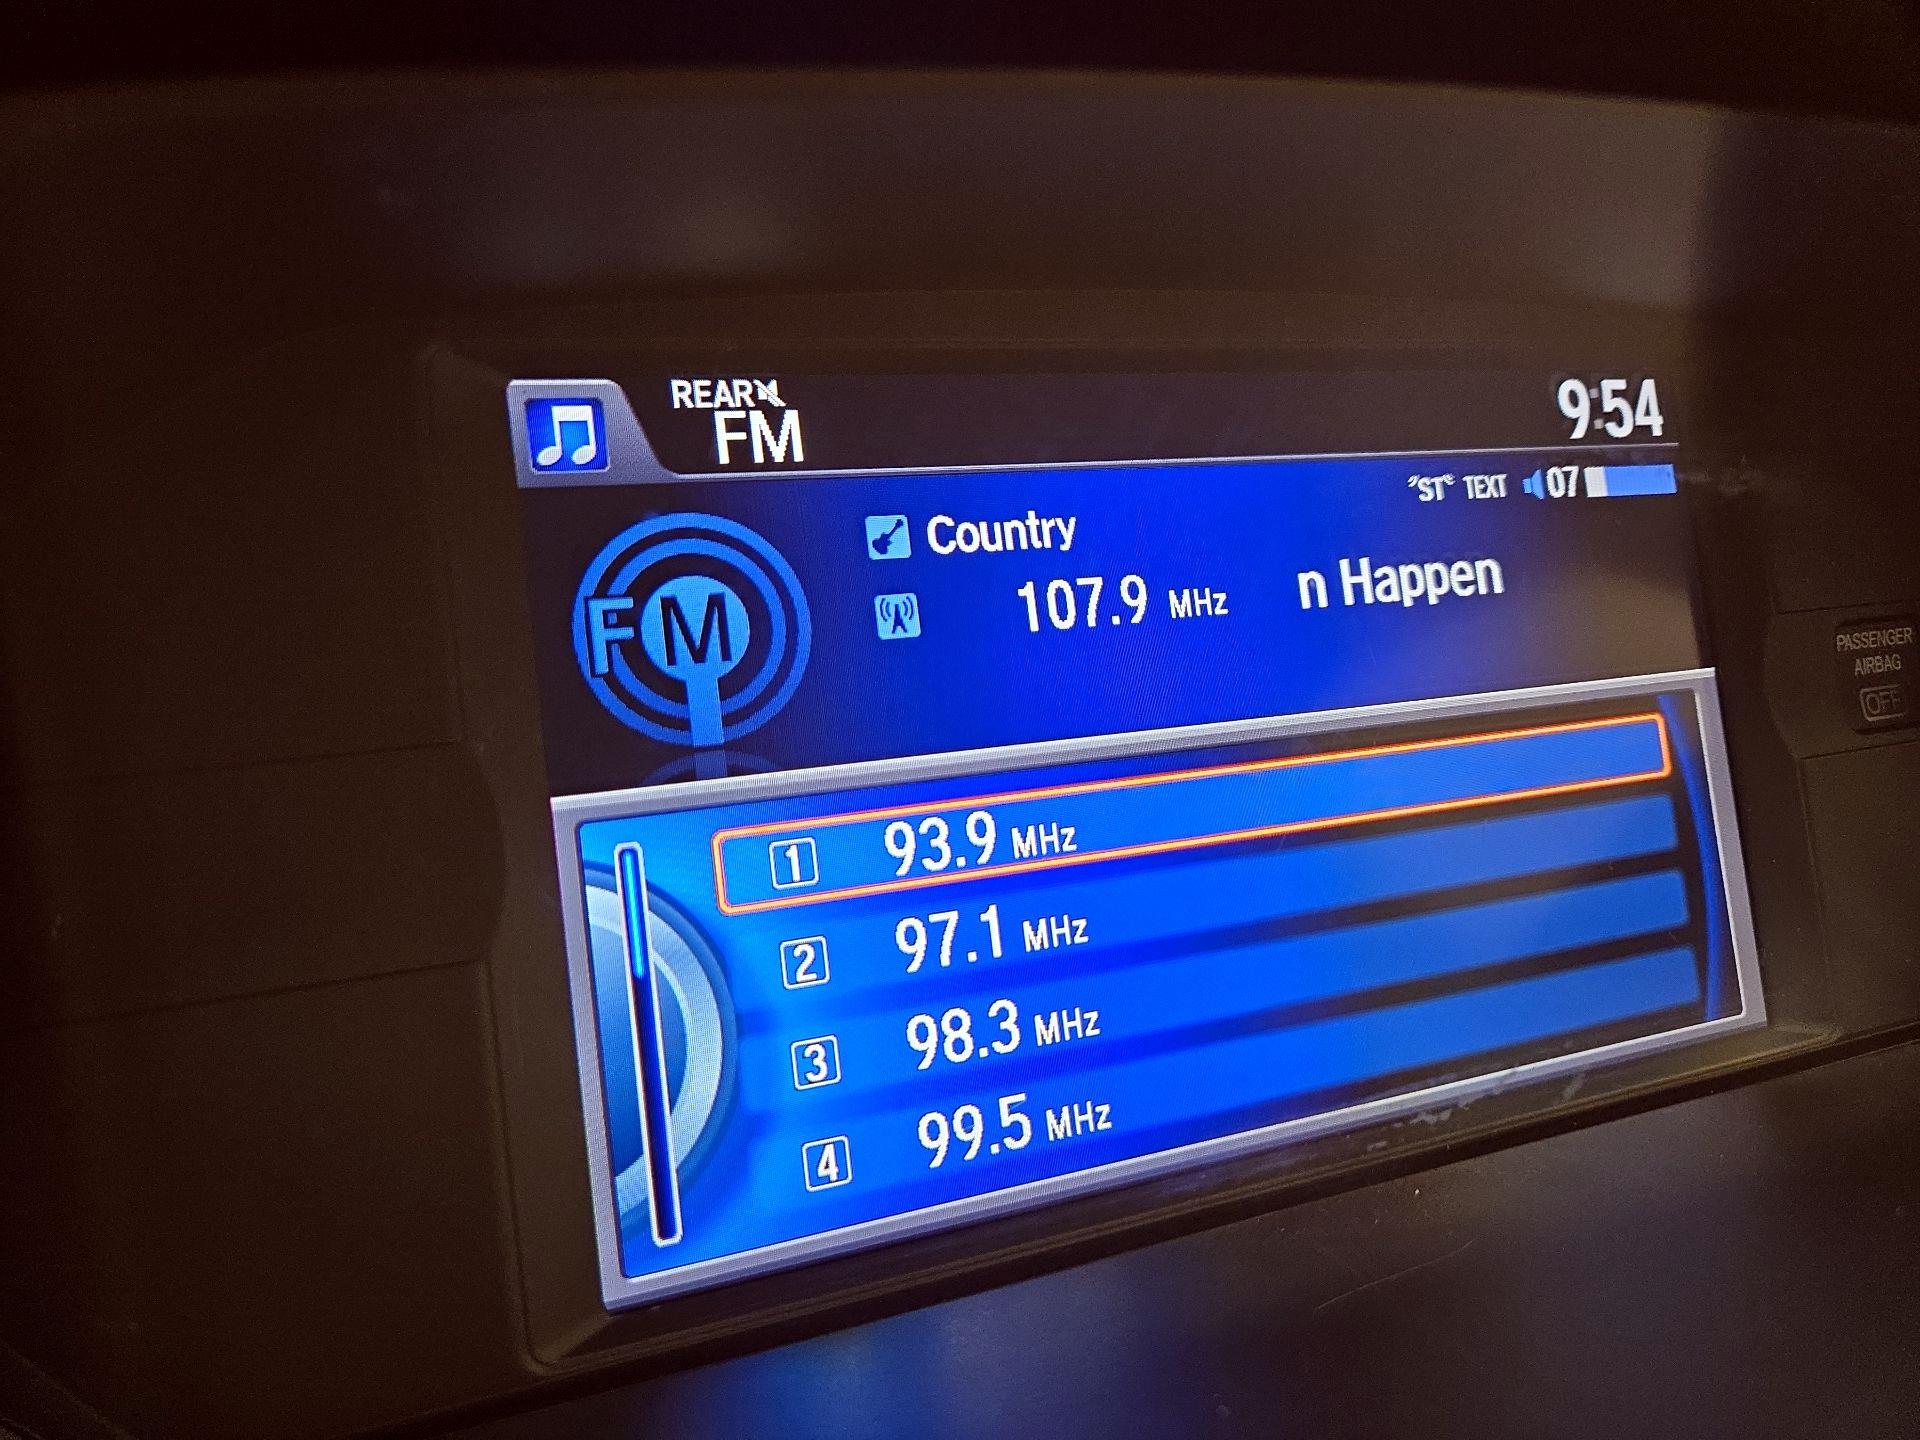 REAR
FM
9:54
"ST" TEXT 07
Country
FM
107.9 MHz n Happen
1 93.9 MHz
2 97.1 MHz
3 98.3 MHz
4 99.5 MHz
PASSENGER
AIRBAG
OFF